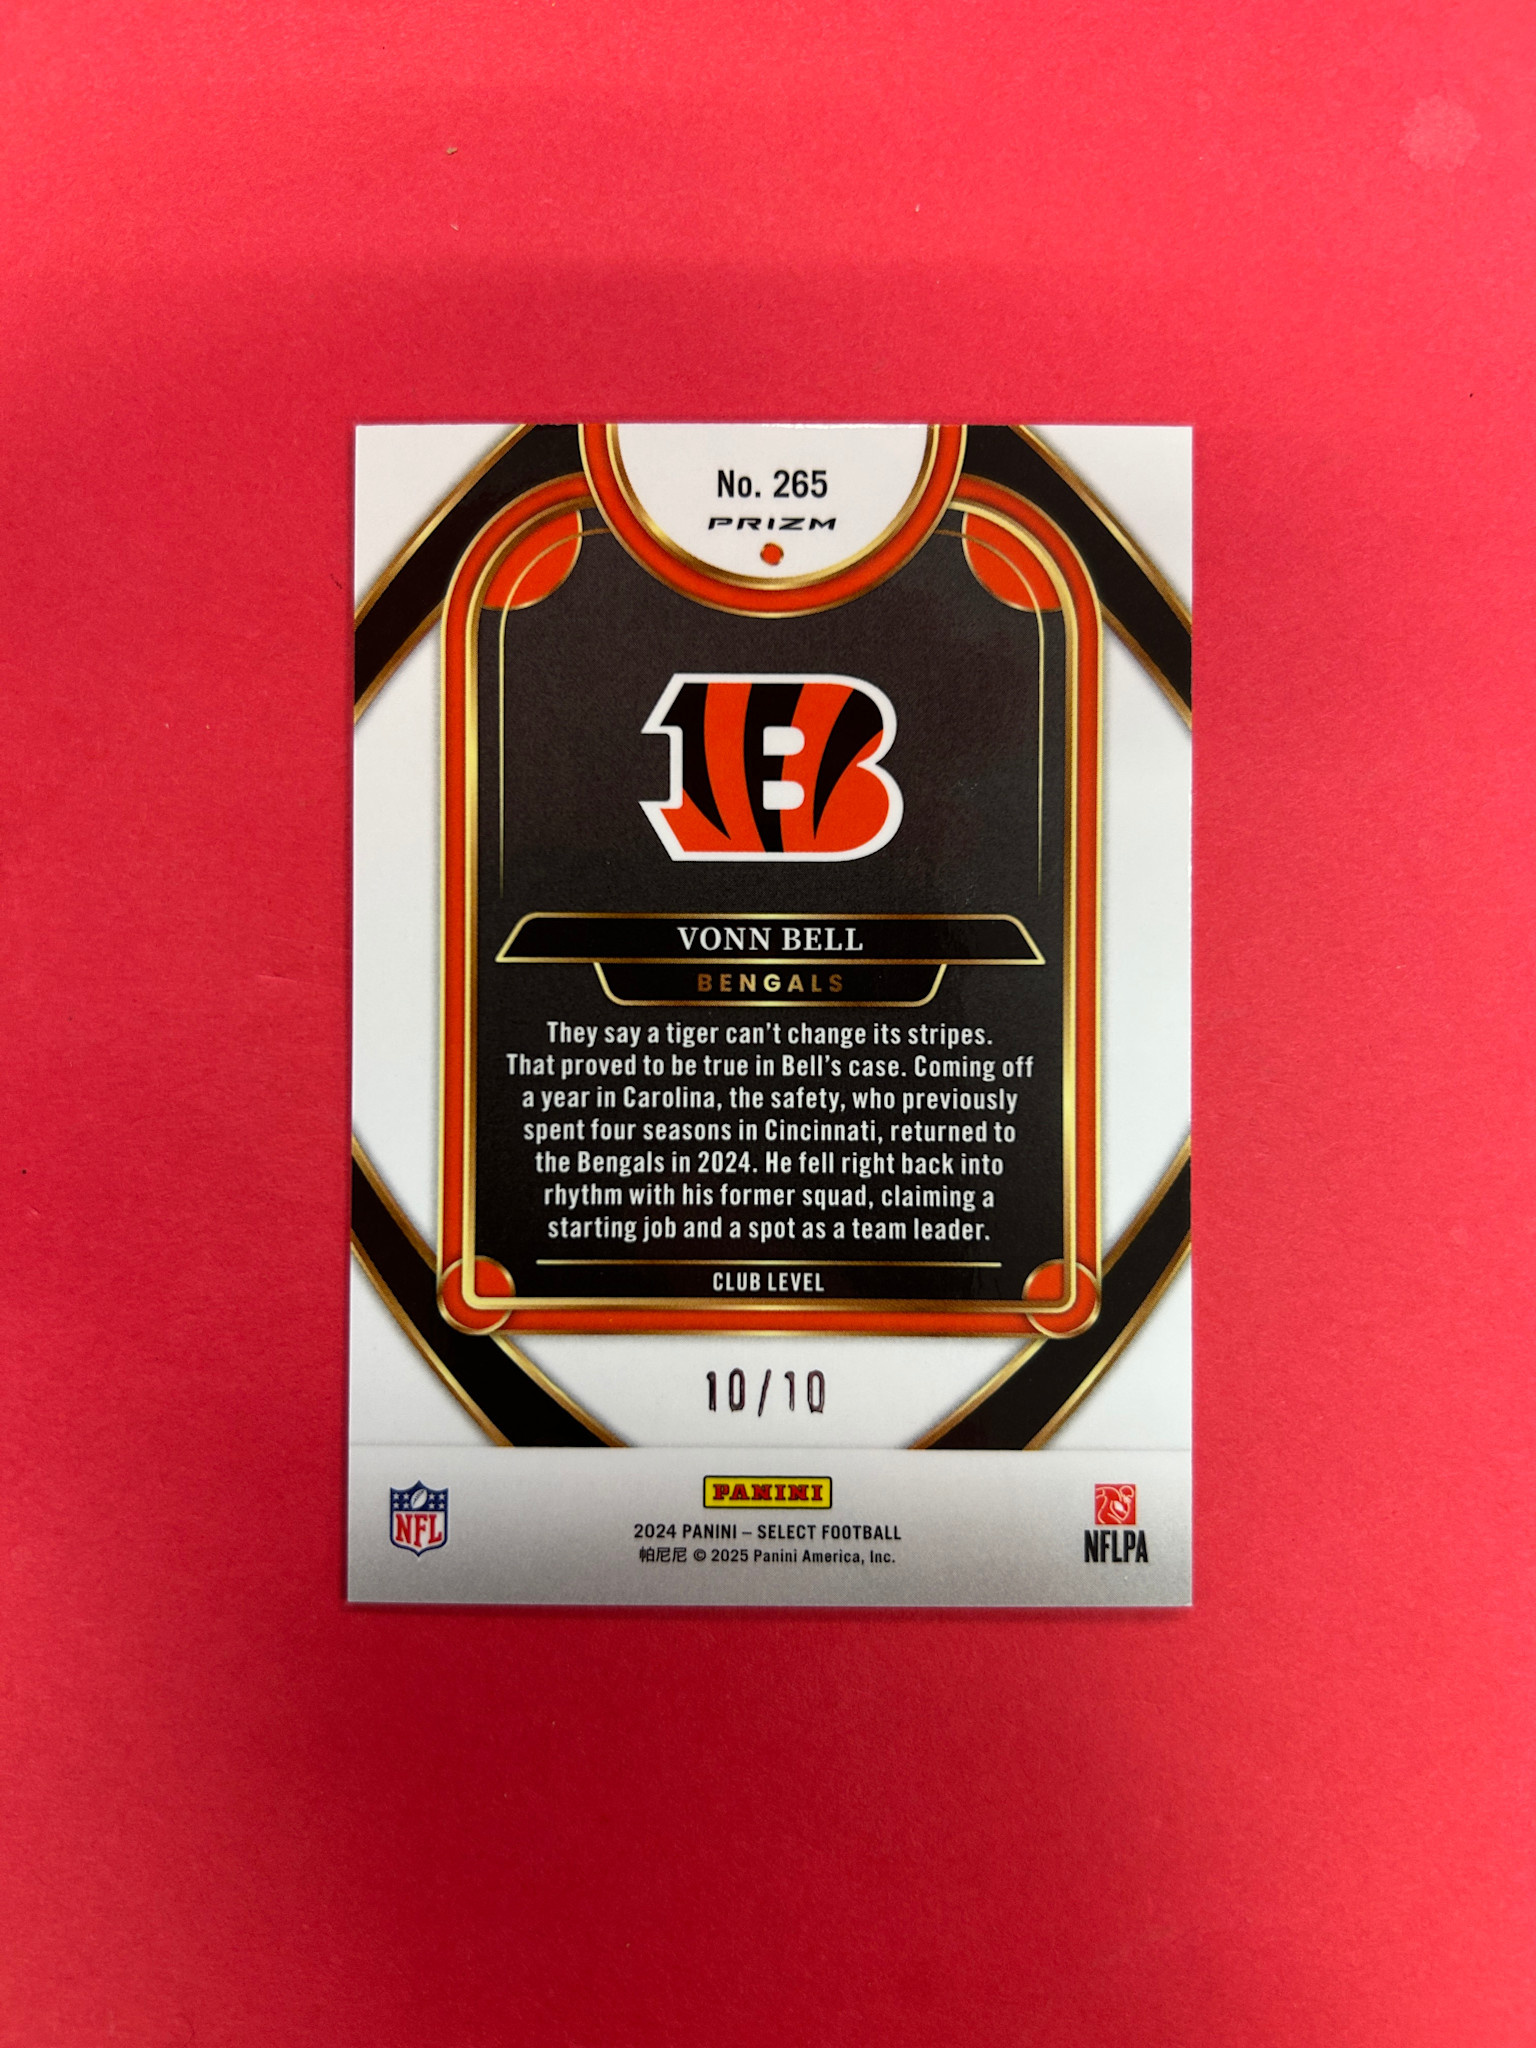 No. 265
PRIZM
VONN BELL
BENGALS
They say a tiger can't change its stripes.
That proved to be true in Bell's case. Coming off
a year in Carolina, the safety, who previously
spent four seasons in Cincinnati, returned to
the Bengals in 2024. He fell right back into
rhythm with his former squad, claiming a
starting job and a spot as a team leader.
CLUB LEVEL
10/10
NFL
PANINI
2024 PANINI – SELECT FOOTBALL
帕尼尼 © 2025 Panini America, Inc.
NFLPA